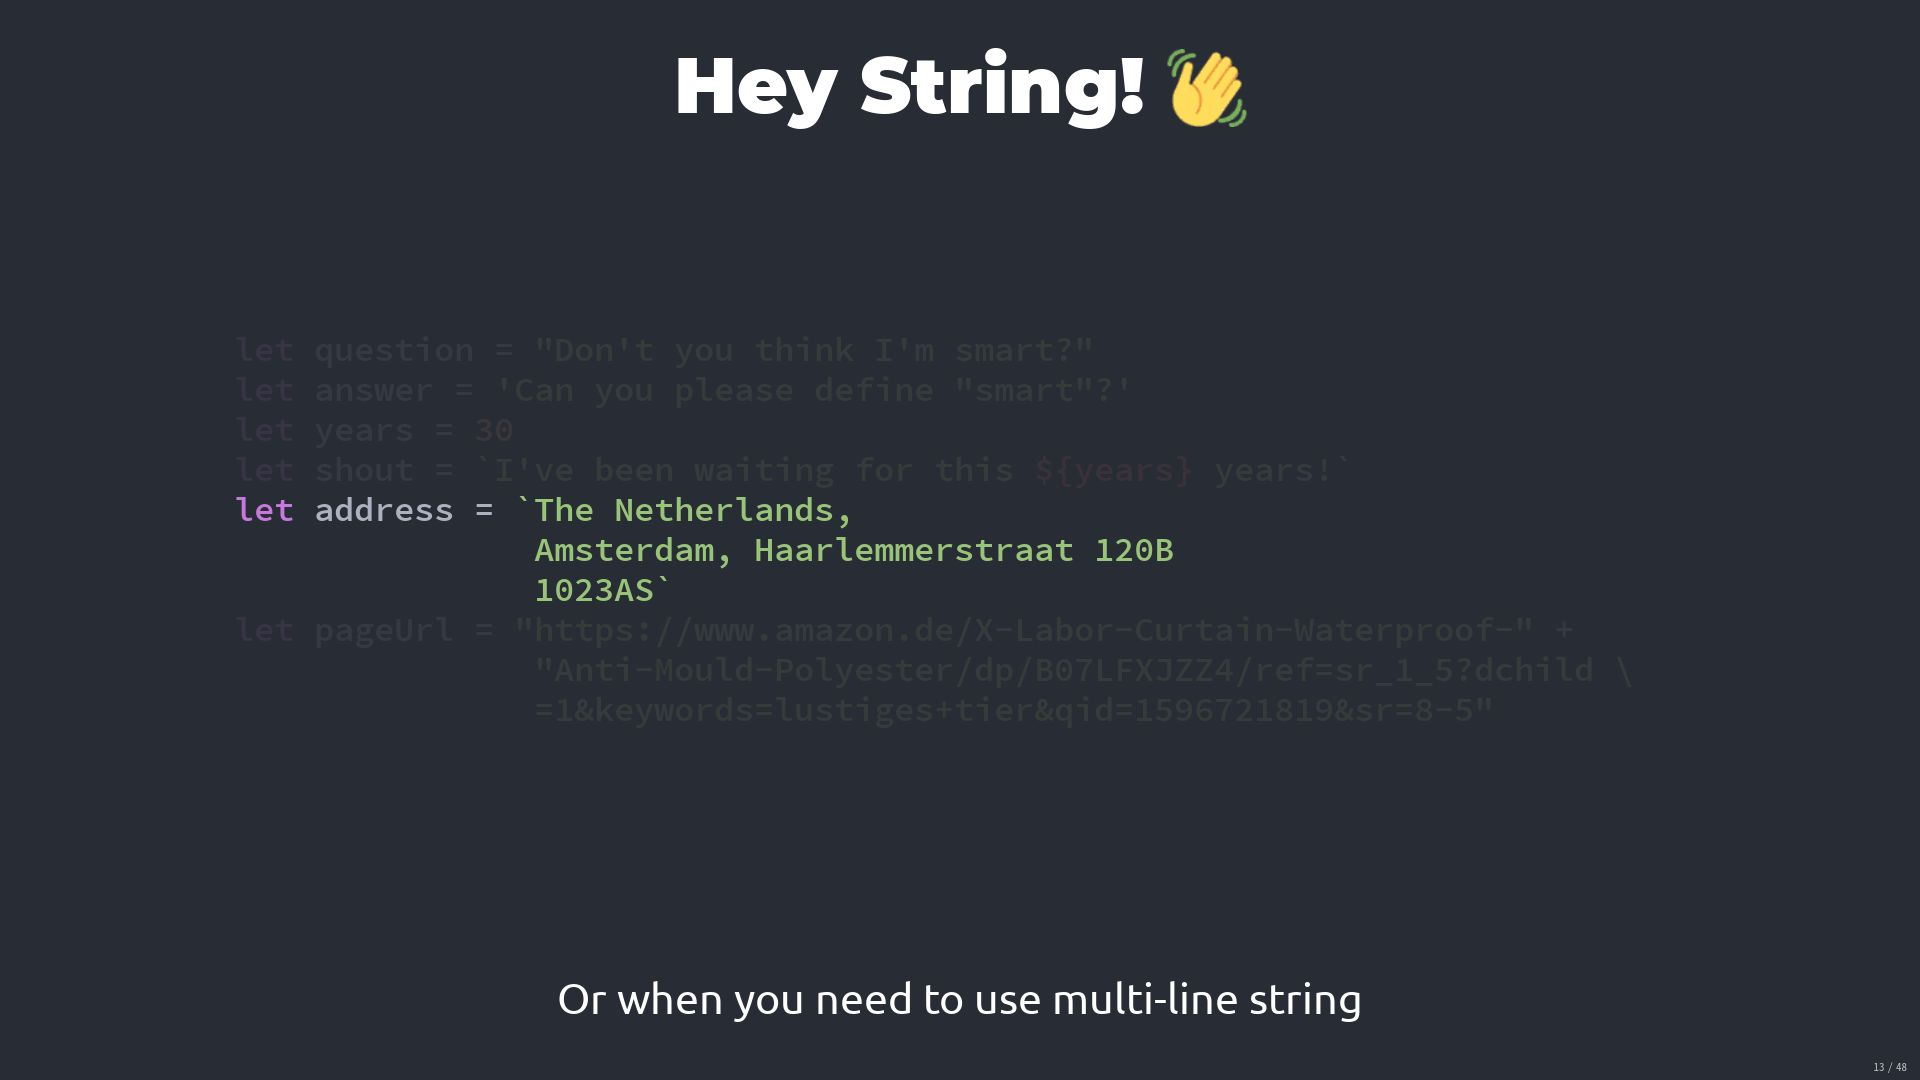 Hey String! 👋
let question = "Don't you think I'm smart?"
let answer = 'Can you please define "smart"?'
let years = 30
let shout = `I've been waiting for this ${years} years!`
let address = `The Netherlands,
               Amsterdam, Haarlemmerstraat 120B
               1023AS`
let pageUrl = "https://www.amazon.de/X-Labor-Curtain-Waterproof-" +
               "Anti-Mould-Polyester/dp/B07LFXJZZ4/ref=sr_1_5?dchild \
               =1&keywords=lustiges+tier&qid=1596721819&sr=8-5"
Or when you need to use multi-line string
13 / 48